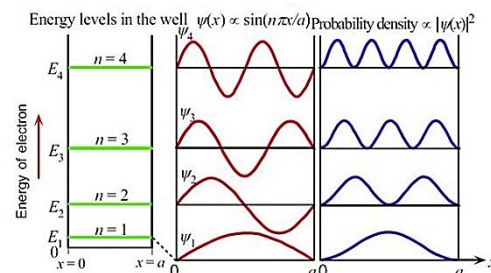 Energy levels in the well ψ(x) ∝ sin(nπx/a) Probability density ∝ |ψ(x)|²
Energy of electron
E₄
n = 4
E₃
n = 3
E₂
n = 2
E₁
n = 1
0
x = 0
x = a
ψ₄
ψ₃
ψ₂
ψ₁
0
a
0
a
x